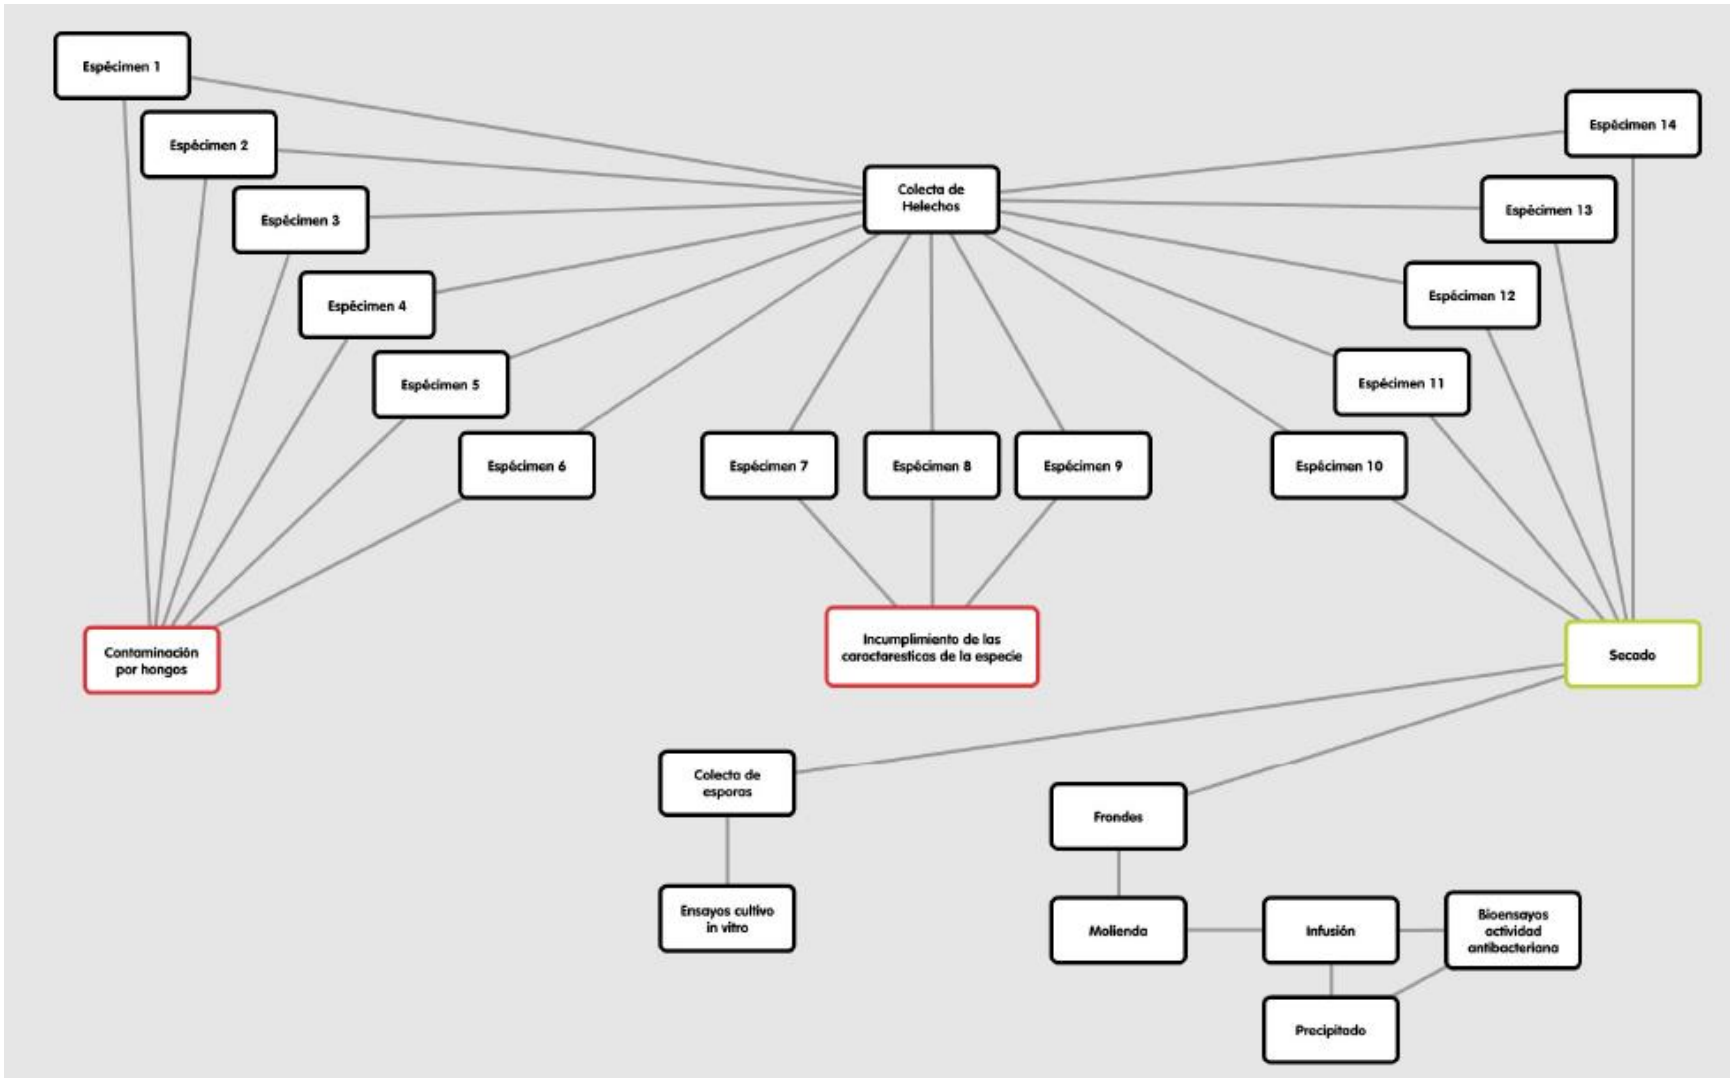 Espécimen 1
Espécimen 2
Espécimen 3
Espécimen 4
Espécimen 5
Espécimen 6
Colecta de
Helechos
Espécimen 7
Espécimen 8
Espécimen 9
Espécimen 14
Espécimen 13
Espécimen 12
Espécimen 11
Espécimen 10
Contaminación
por hongos
Incumplimiento de las
caractaresticas de la especie
Secado
Colecta de
esporas
Ensayos cultivo
in vitro
Frondes
Molienda
Infusión
Bioensayos
actividad
antibacteriana
Precipitado